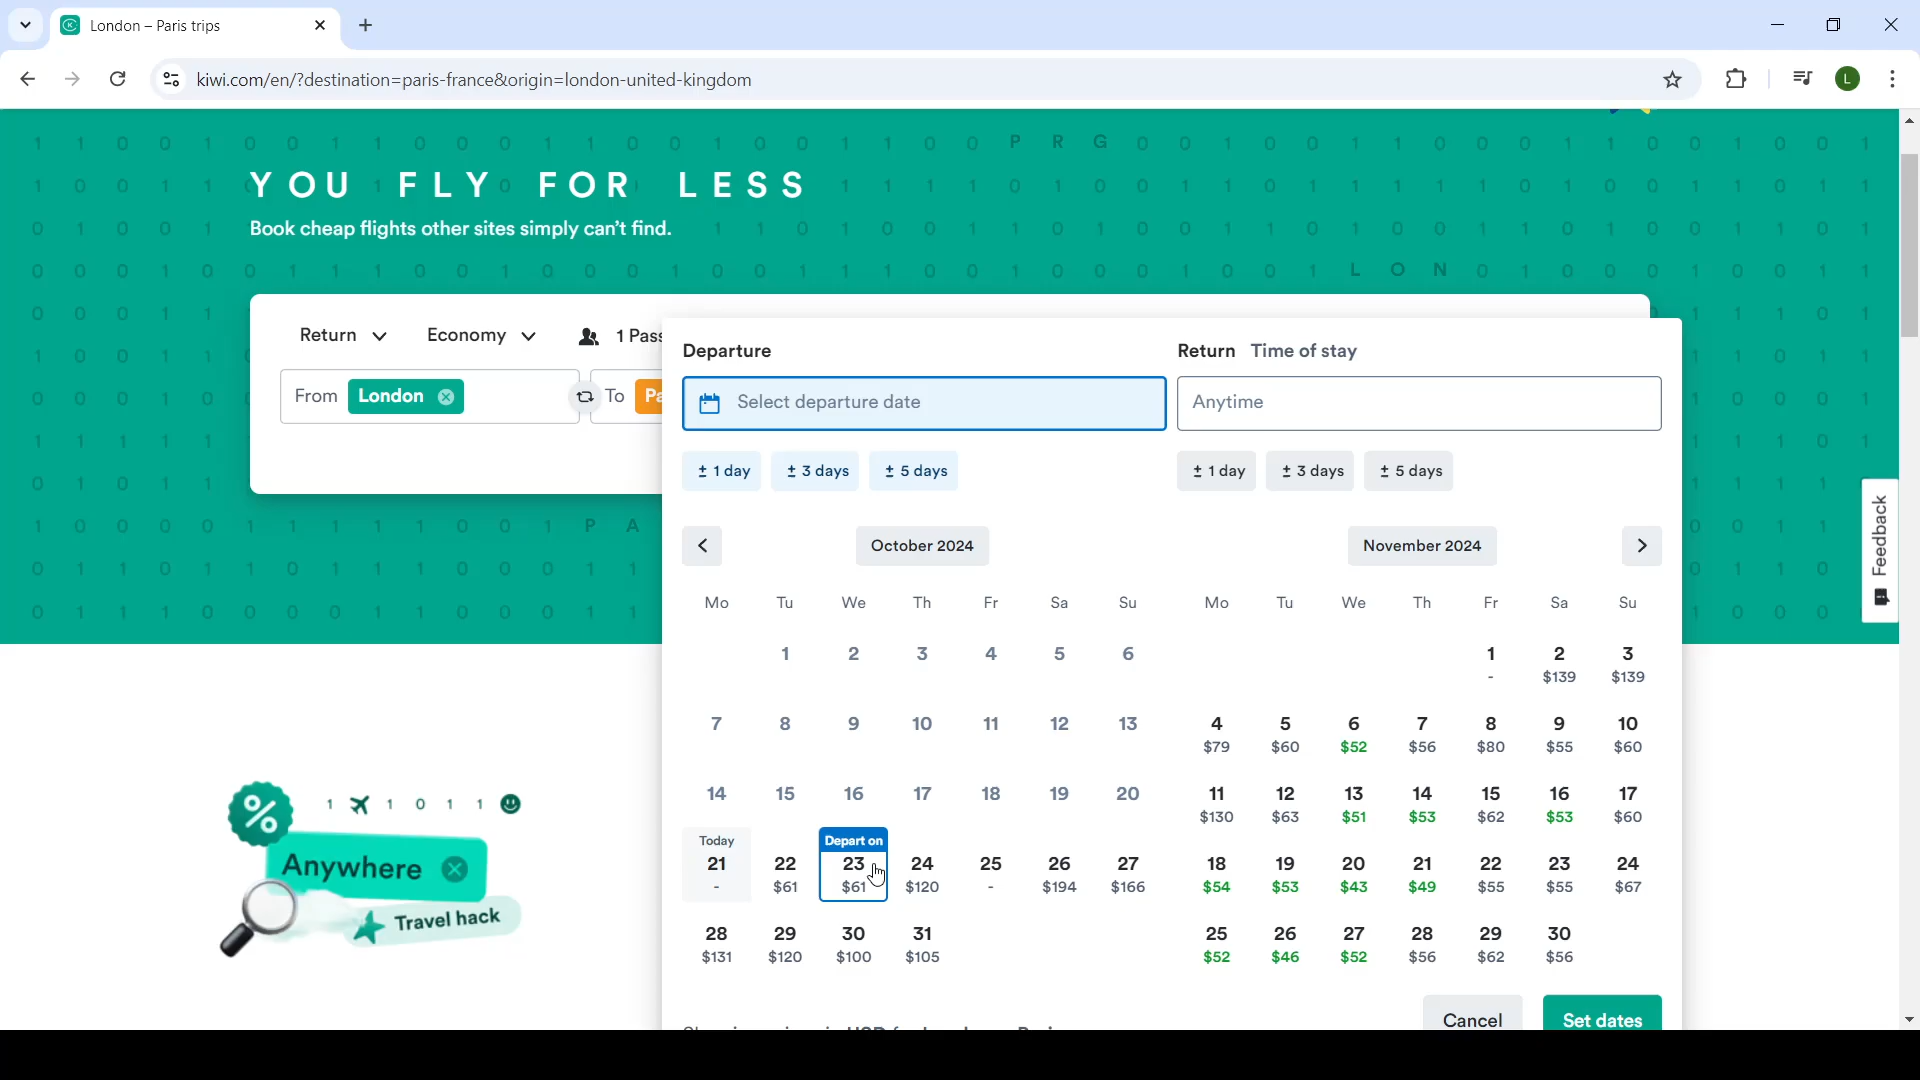 London – Paris trips
kiwi.com/en/?destination=paris-france&origin=london-united-kingdom
L
P R G
YOU FLY FOR LESS
Book cheap flights other sites simply can't find.
L O N
Return
Economy
1 Pass
From London
To Pa
P A
Departure
Return Time of stay
Select departure date
Anytime
± 1 day ± 3 days ± 5 days
± 1 day ± 3 days ± 5 days
October 2024
Mo Tu We Th Fr Sa Su
1 2 3 4 5 6
7 8 9 10 11 12 13
14 15 16 17 18 19 20
Today Depart on
21 22 23 24 25 26 27
- $61 $61 $120 - $194 $166
28 29 30 31
$131 $120 $100 $105
November 2024
Mo Tu We Th Fr Sa Su
1 2 3
- $139 $139
4 5 6 7 8 9 10
$79 $60 $52 $56 $80 $55 $60
11 12 13 14 15 16 17
$130 $63 $51 $53 $62 $53 $60
18 19 20 21 22 23 24
$54 $53 $43 $49 $55 $55 $67
25 26 27 28 29 30
$52 $46 $52 $56 $62 $56
Cancel
Set dates
Feedback
%
1 1 0 1 1
Anywhere
Travel hack